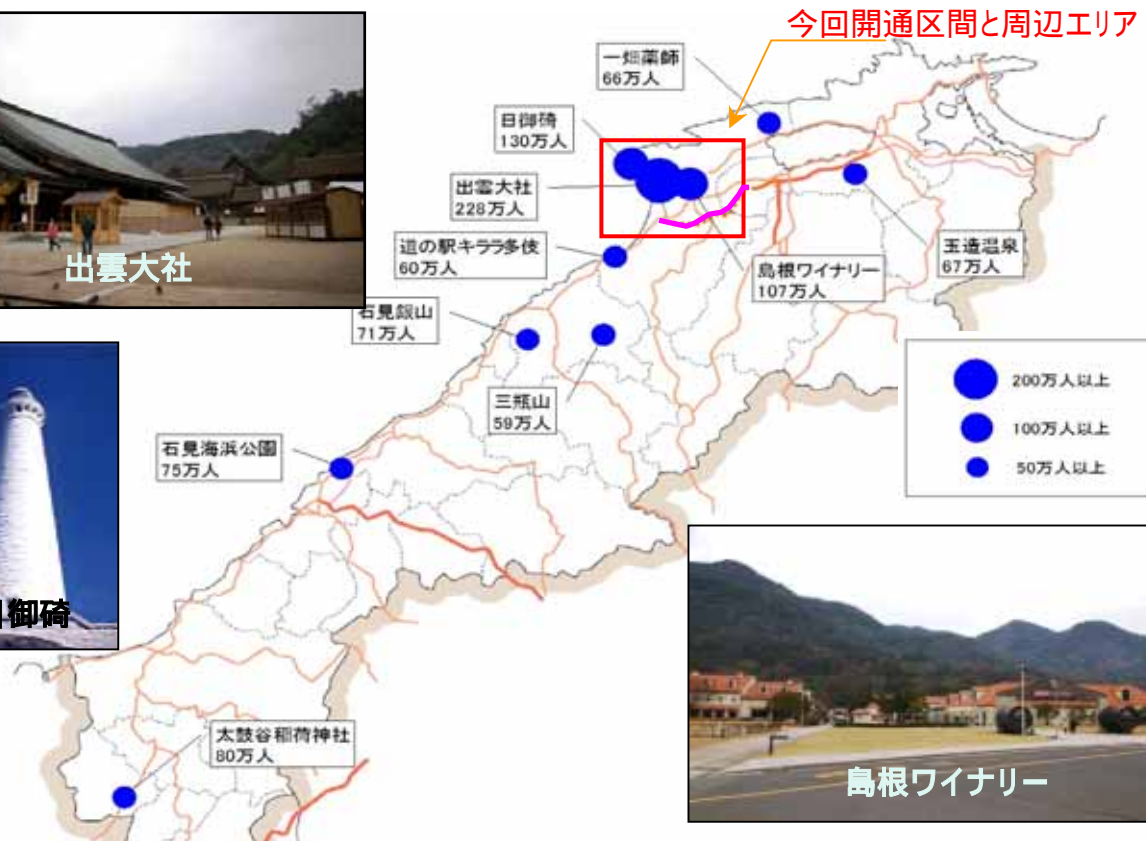 今回開通区間と周辺エリア
一畑薬師
66万人
日御碕
130万人
出雲大社
228万人
道の駅キララ多伎
60万人
石見銀山
71万人
三瓶山
59万人
石見海浜公園
75万人
島根ワイナリー
107万人
玉造温泉
67万人
太鼓谷稲荷神社
80万人
200万人以上
100万人以上
50万人以上
出雲大社
御碕
島根ワイナリー